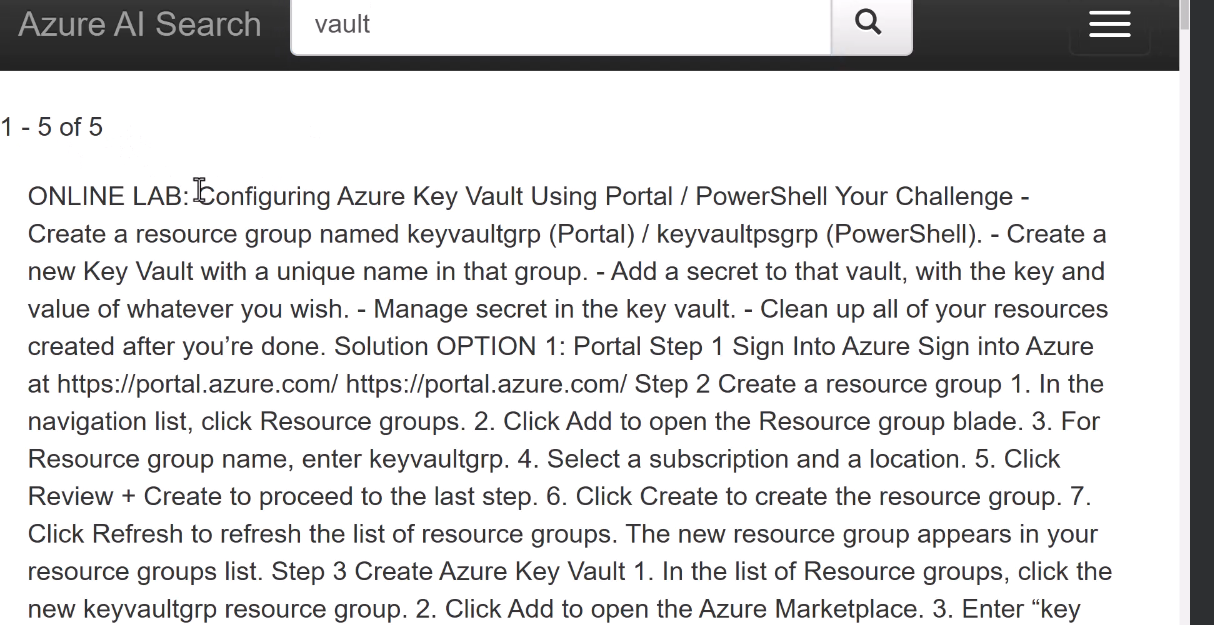 Azure AI Search
vault
1 - 5 of 5
ONLINE LAB: Configuring Azure Key Vault Using Portal / PowerShell Your Challenge -
Create a resource group named keyvaultgrp (Portal) / keyvaultpsgrp (PowerShell). - Create a
new Key Vault with a unique name in that group. - Add a secret to that vault, with the key and
value of whatever you wish. - Manage secret in the key vault. - Clean up all of your resources
created after you’re done. Solution OPTION 1: Portal Step 1 Sign Into Azure Sign into Azure
at https://portal.azure.com/ https://portal.azure.com/ Step 2 Create a resource group 1. In the
navigation list, click Resource groups. 2. Click Add to open the Resource group blade. 3. For
Resource group name, enter keyvaultgrp. 4. Select a subscription and a location. 5. Click
Review + Create to proceed to the last step. 6. Click Create to create the resource group. 7.
Click Refresh to refresh the list of resource groups. The new resource group appears in your
resource groups list. Step 3 Create Azure Key Vault 1. In the list of Resource groups, click the
new keyvaultgrp resource group. 2. Click Add to open the Azure Marketplace. 3. Enter “key